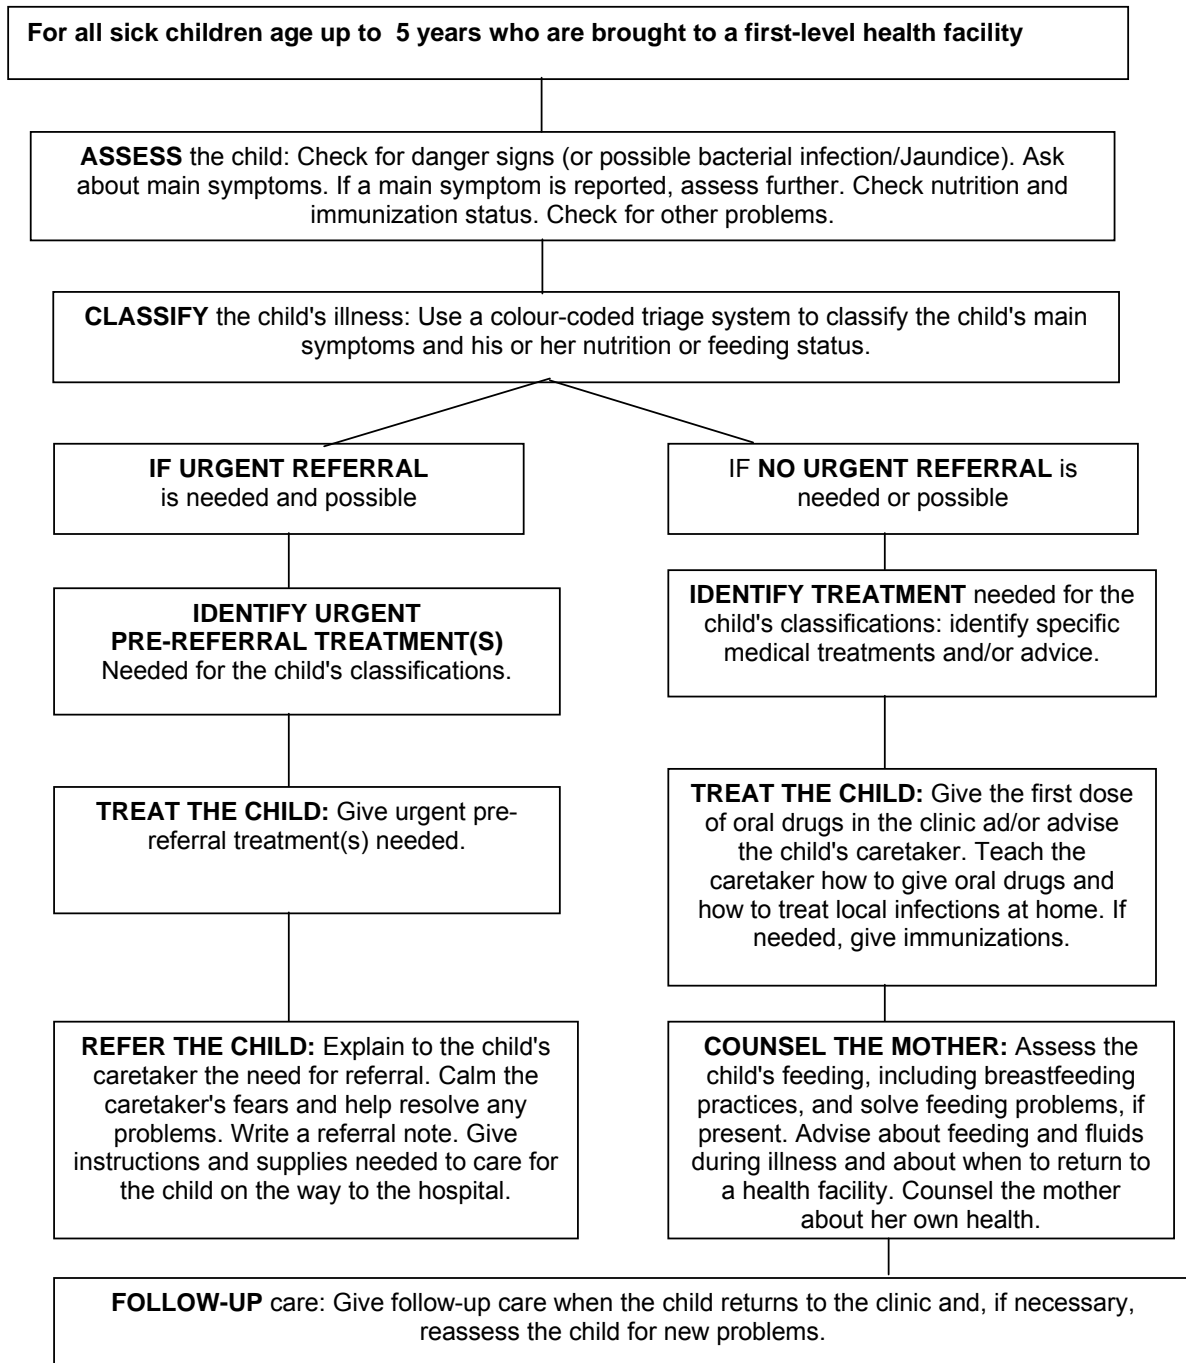 For all sick children age up to  5 years who are brought to a first-level health facility
ASSESS the child: Check for danger signs (or possible bacterial infection/Jaundice). Ask
about main symptoms. If a main symptom is reported, assess further. Check nutrition and
immunization status. Check for other problems.
CLASSIFY the child's illness: Use a colour-coded triage system to classify the child's main
symptoms and his or her nutrition or feeding status.
IF URGENT REFERRAL
is needed and possible
IF NO URGENT REFERRAL is
needed or possible
IDENTIFY URGENT
PRE-REFERRAL TREATMENT(S)
Needed for the child's classifications.
IDENTIFY TREATMENT needed for the
child's classifications: identify specific
medical treatments and/or advice.
TREAT THE CHILD: Give urgent pre-
referral treatment(s) needed.
TREAT THE CHILD: Give the first dose
of oral drugs in the clinic ad/or advise
the child's caretaker. Teach the
caretaker how to give oral drugs and
how to treat local infections at home. If
needed, give immunizations.
REFER THE CHILD: Explain to the child's
caretaker the need for referral. Calm the
caretaker's fears and help resolve any
problems. Write a referral note. Give
instructions and supplies needed to care for
the child on the way to the hospital.
COUNSEL THE MOTHER: Assess the
child's feeding, including breastfeeding
practices, and solve feeding problems, if
present. Advise about feeding and fluids
during illness and about when to return to
a health facility. Counsel the mother
about her own health.
FOLLOW-UP care: Give follow-up care when the child returns to the clinic and, if necessary,
reassess the child for new problems.